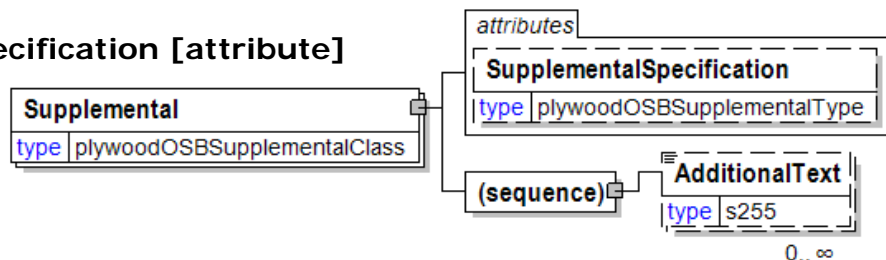 ecification [attribute]
attributes
SupplementalSpecification
type plywoodOSBSupplementalType
Supplemental
type plywoodOSBSupplementalClass
(sequence)
AdditionalText
type s255
0..∞